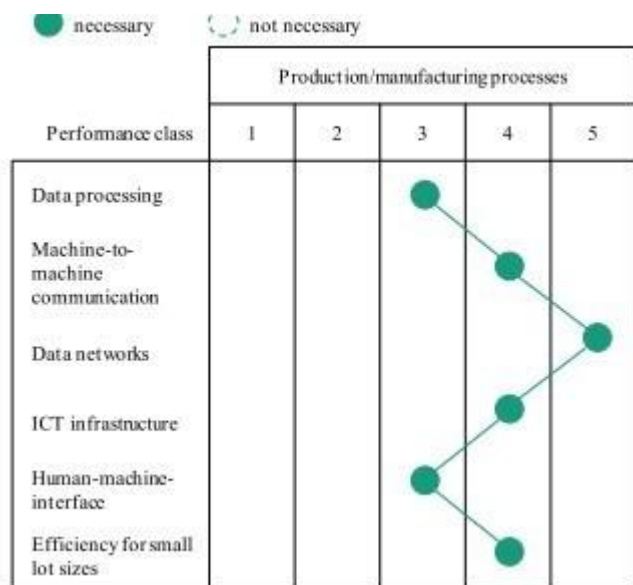 necessary not necessary
Production/manufacturing processes
Performance class 1 2 3 4 5
Data processing
Machine-to-
machine
communication
Data networks
ICT infrastructure
Human-machine-
interface
Efficiency for small
lot sizes